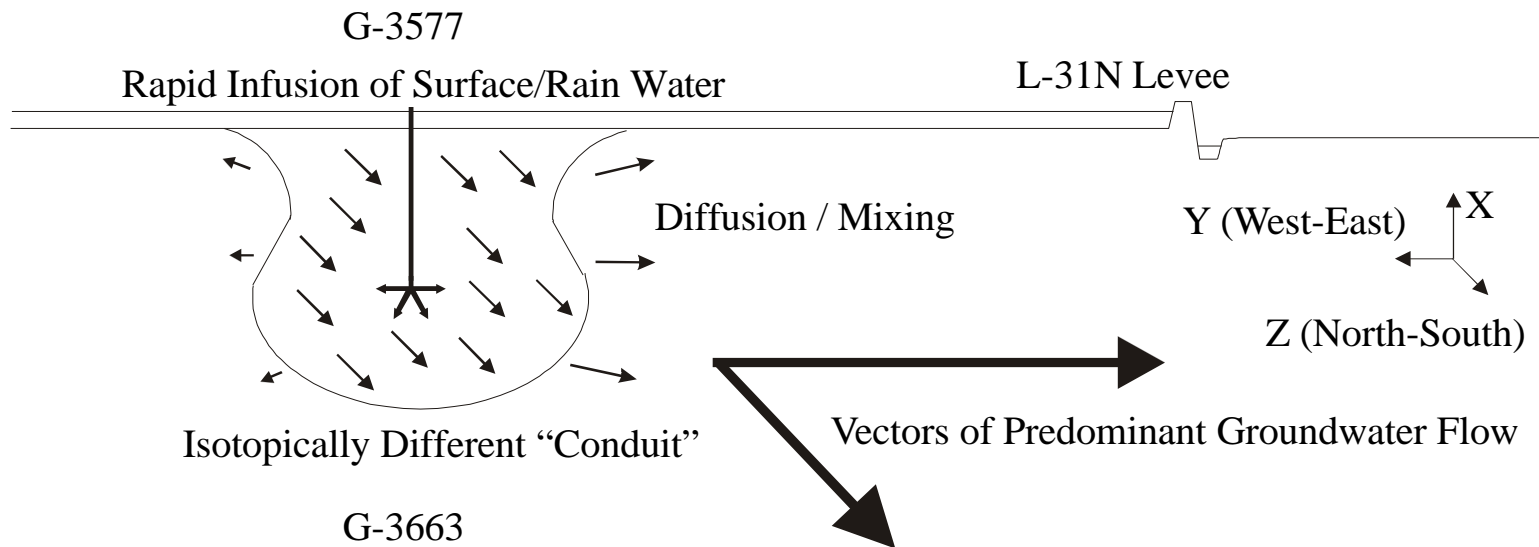 G-3577
Rapid Infusion of Surface/Rain Water
L-31N Levee
Diffusion / Mixing
Y (West-East)
X
Z (North-South)
Isotopically Different “Conduit”
Vectors of Predominant Groundwater Flow
G-3663